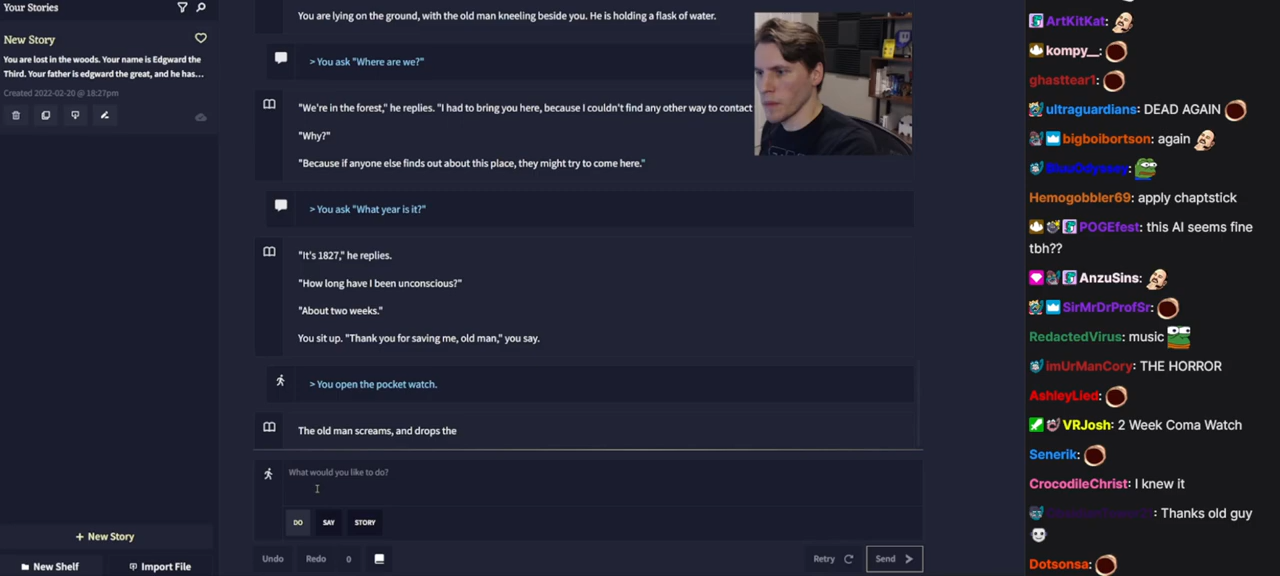 Your Stories
New Story
You are lost in the woods. Your name is Edgward the
Third. Your father is edgward the great, and he has...
Created 2022-02-20 @ 18:27pm
+ New Story
New Shelf
Import File
You are lying on the ground, with the old man kneeling beside you. He is holding a flask of water.
> You ask "Where are we?"
"We're in the forest," he replies. "I had to bring you here, because I couldn't find any other way to contact
"Why?"
"Because if anyone else finds out about this place, they might try to come here."
> You ask "What year is it?"
"It's 1827," he replies.
"How long have I been unconscious?"
"About two weeks."
You sit up. "Thank you for saving me, old man," you say.
> You open the pocket watch.
The old man screams, and drops the
What would you like to do?
DO
SAY
STORY
Undo
Redo
0
Retry
Send
ArtKitKat:
kompy__:
ghasttear1:
ultraguardians: DEAD AGAIN
bigboibortson: again
BluuOdyssey:
Hemogobbler69: apply chaptstick
POGEfest: this AI seems fine
tbh??
AnzuSins:
SirMrDrProfSr:
RedactedVirus: music
imUrManCory: THE HORROR
AshleyLied:
VRJosh: 2 Week Coma Watch
Senerik:
CrocodileChrist: I knew it
: Thanks old guy
Dotsonsa: